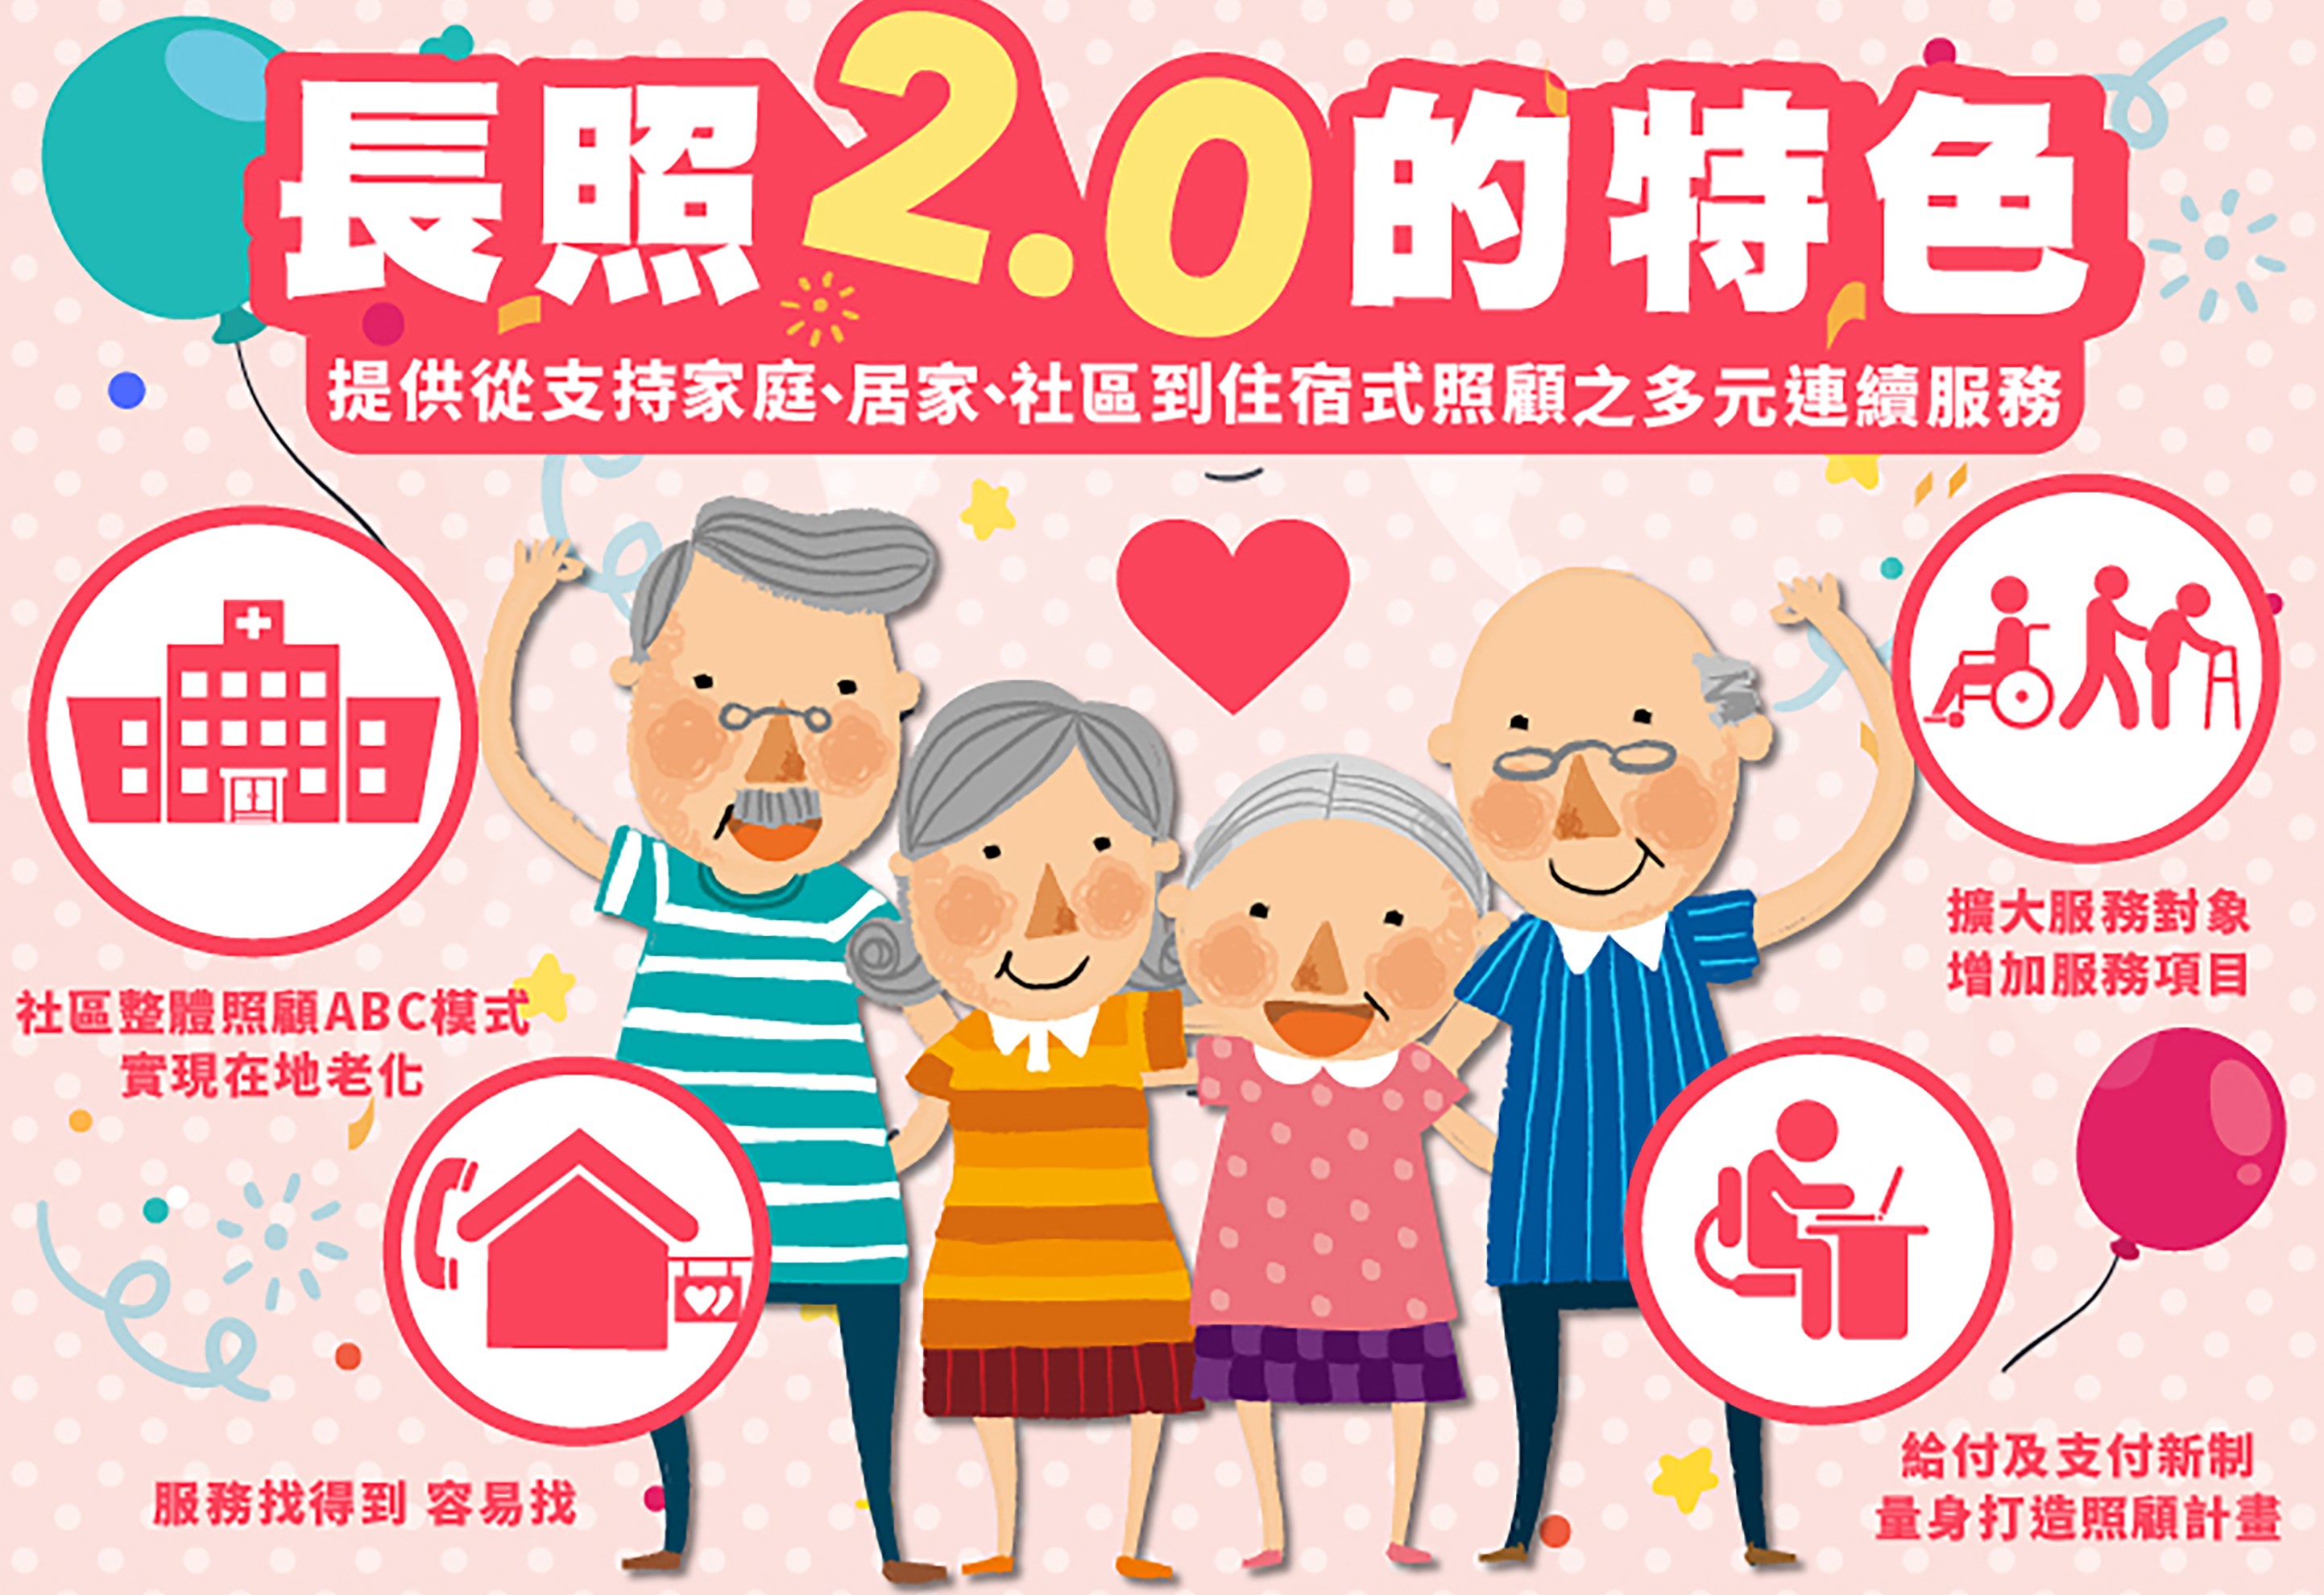 長照2.0的特色
提供從支持家庭、居家、社區到住宿式照顧之多元連續服務
社區整體照顧ABC模式
實現在地老化
擴大服務對象
增加服務項目
服務找得到 容易找
給付及支付新制
量身打造照顧計畫